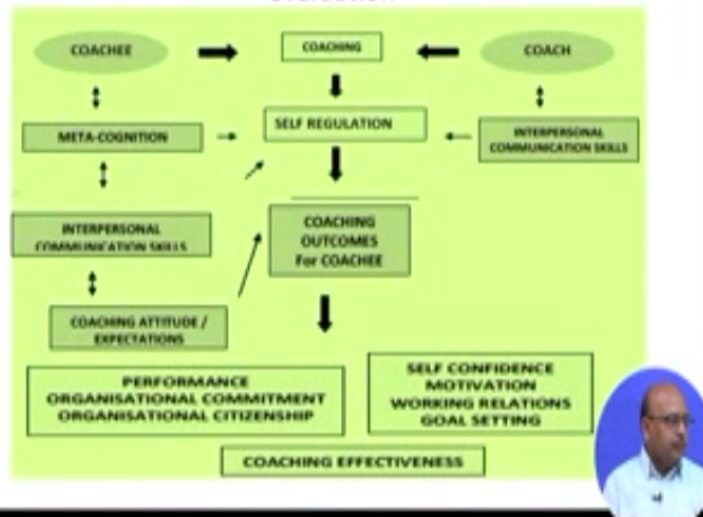 COACHEE
COACHING
COACH
META-COGNITION
SELF REGULATION
INTERPERSONAL
COMMUNICATION SKILLS
INTERPERSONAL
COMMUNICATION SKILLS
COACHING
OUTCOMES
For COACHEE
COACHING ATTITUDE /
EXPECTATIONS
PERFORMANCE
ORGANISATIONAL COMMITMENT
ORGANISATIONAL CITIZENSHIP
SELF CONFIDENCE
MOTIVATION
WORKING RELATIONS
GOAL SETTING
COACHING EFFECTIVENESS